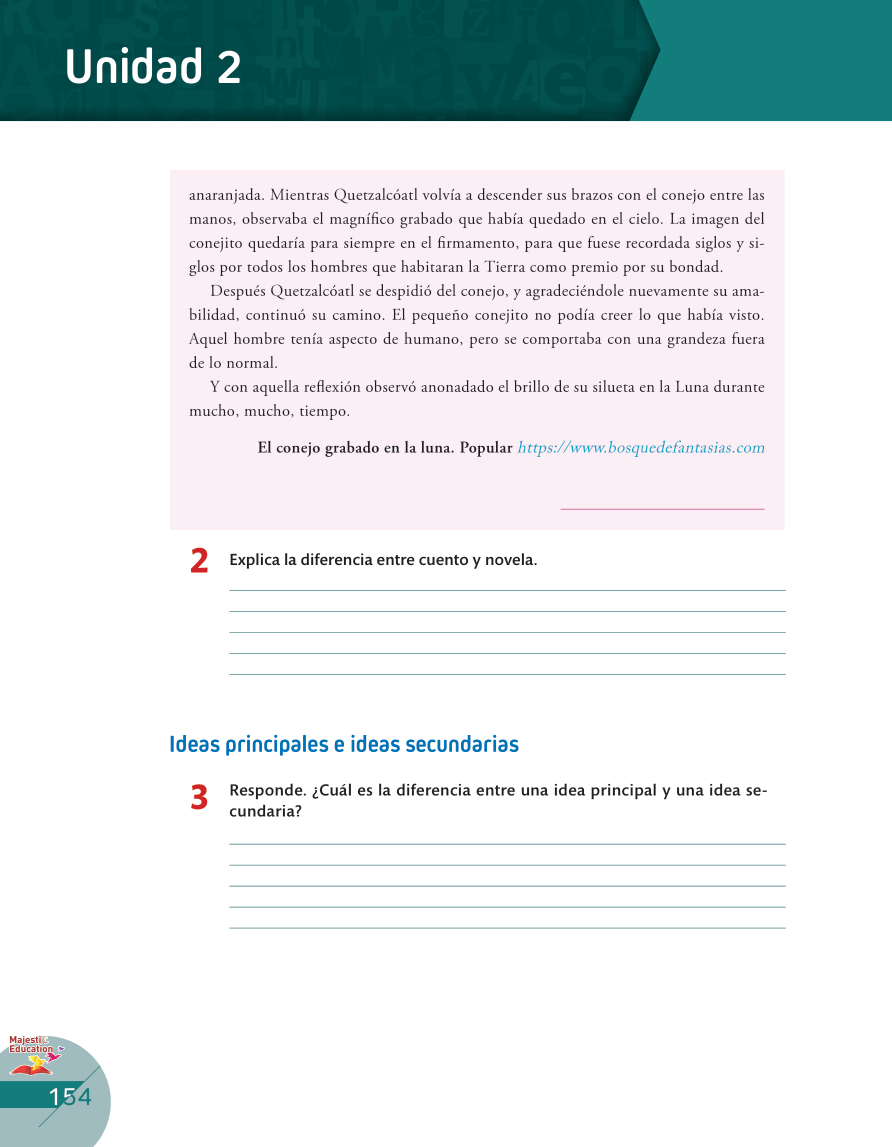 Unidad 2
anaranjada. Mientras Quetzalcóatl volvía a descender sus brazos con el conejo entre las
manos, observaba el magnífico grabado que había quedado en el cielo. La imagen del
conejito quedaría para siempre en el firmamento, para que fuese recordada siglos y si-
glos por todos los hombres que habitaran la Tierra como premio por su bondad.
Después Quetzalcóatl se despidió del conejo, y agradeciéndole nuevamente su ama-
bilidad, continuó su camino. El pequeño conejito no podía creer lo que había visto.
Aquel hombre tenía aspecto de humano, pero se comportaba con una grandeza fuera
de lo normal.
Y con aquella reflexión observó anonadado el brillo de su silueta en la Luna durante
mucho, mucho, tiempo.
El conejo grabado en la luna. Popular https://www.bosquedefantasias.com
2 Explica la diferencia entre cuento y novela.
Ideas principales e ideas secundarias
3 Responde. ¿Cuál es la diferencia entre una idea principal y una idea se-
cundaria?
Majestic
Education
154